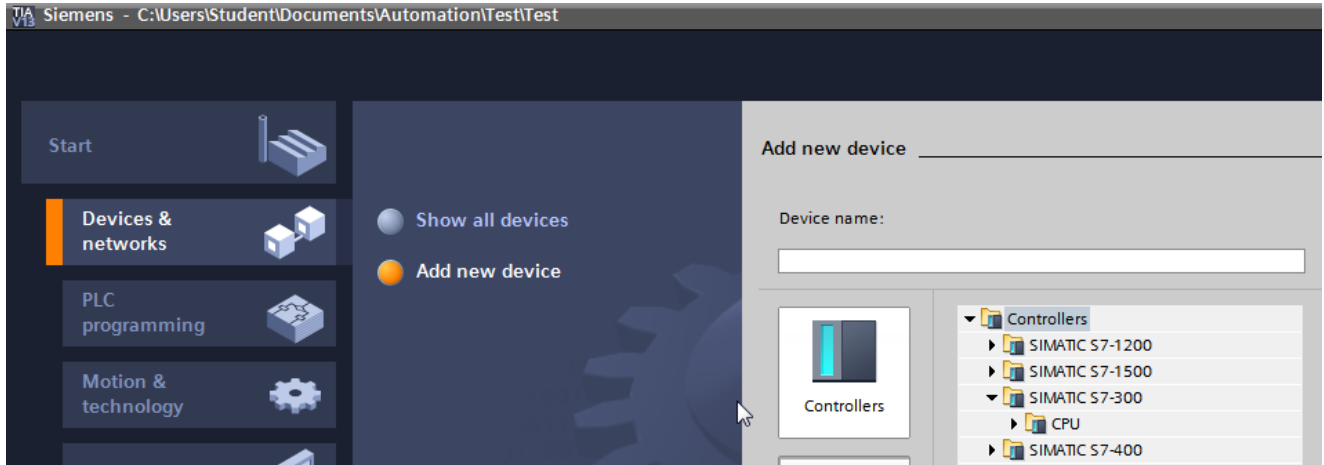 TIA V13 Siemens - C:\Users\Student\Documents\Automation\Test\Test
Start
Devices &
networks
PLC
programming
Motion &
technology
Show all devices
Add new device
Add new device
Device name:
Controllers
Controllers
SIMATIC S7-1200
SIMATIC S7-1500
SIMATIC S7-300
CPU
SIMATIC S7-400